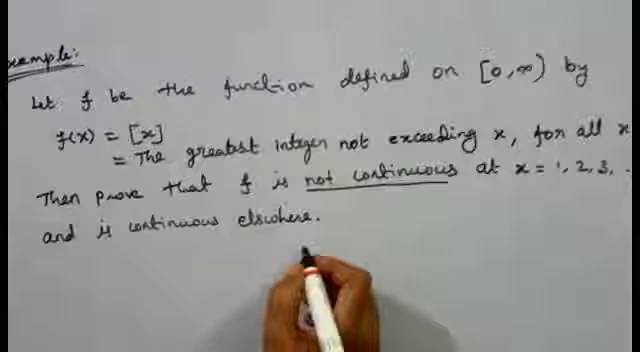 Example:
Let f be the function defined on [0, ∞) by
f(x) = [x]
= The greatest integer not exceeding x, for all x
Then prove that f is not continuous at x = 1, 2, 3, .
and is continuous elsewhere.